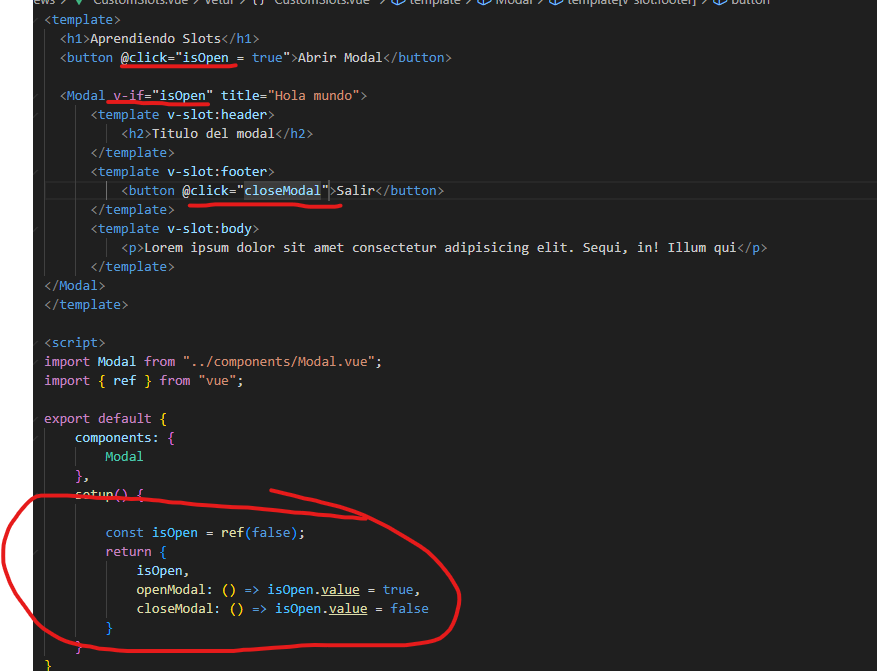 CustomSlots.vue > Vetur > {} "CustomSlots.vue" > template > Modal > template[v-slot:footer] > button
<template>
<h1>Aprendiendo Slots</h1>
<button @click="isOpen = true">Abrir Modal</button>
<Modal v-if="isOpen" title="Hola mundo">
<template v-slot:header>
<h2>Titulo del modal</h2>
</template>
<template v-slot:footer>
<button @click="closeModal">Salir</button>
</template>
<template v-slot:body>
<p>Lorem ipsum dolor sit amet consectetur adipisicing elit. Sequi, in! Illum qui</p>
</template>
</Modal>
</template>
<script>
import Modal from "../components/Modal.vue";
import { ref } from "vue";
export default {
components: {
Modal
},
setup() {
const isOpen = ref(false);
return {
isOpen,
openModal: () => isOpen.value = true,
closeModal: () => isOpen.value = false
}
}
}